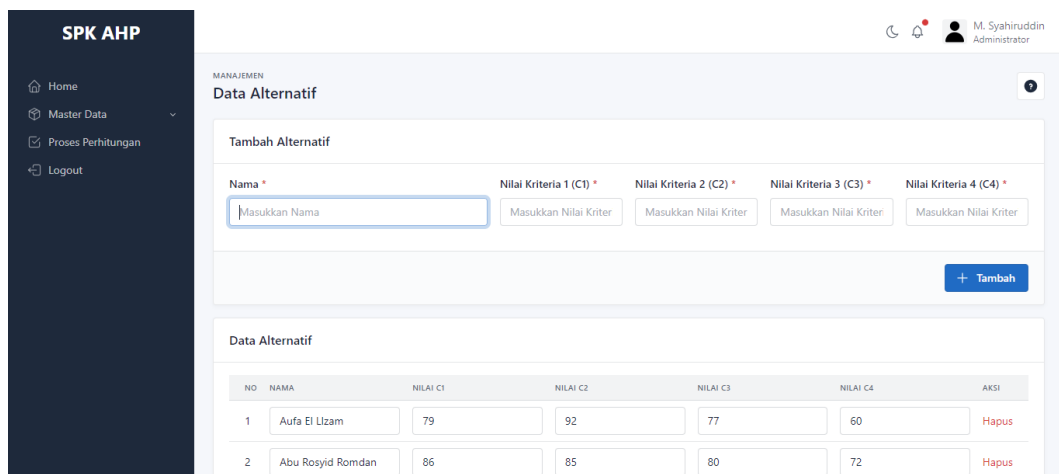 SPK AHP
M. Syahiruddin
Administrator
Home
Master Data
Proses Perhitungan
Logout
MANAJEMEN
Data Alternatif
Tambah Alternatif
Nama * Nilai Kriteria 1 (C1) * Nilai Kriteria 2 (C2) * Nilai Kriteria 3 (C3) * Nilai Kriteria 4 (C4) *
Masukkan Nama Masukkan Nilai Kriter Masukkan Nilai Kriter Masukkan Nilai Kriter Masukkan Nilai Kriter
+ Tambah
Data Alternatif
NO NAMA NILAI C1 NILAI C2 NILAI C3 NILAI C4 AKSI
1 Aufa El LIzam 79 92 77 60 Hapus
2 Abu Rosyid Romdan 86 85 80 72 Hapus